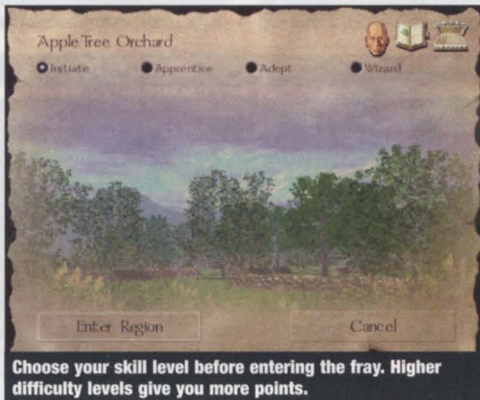 Apple Tree Orchard
Initiate Apprentice Adept Wizard
Enter Region Cancel
Choose your skill level before entering the fray. Higher
difficulty levels give you more points.